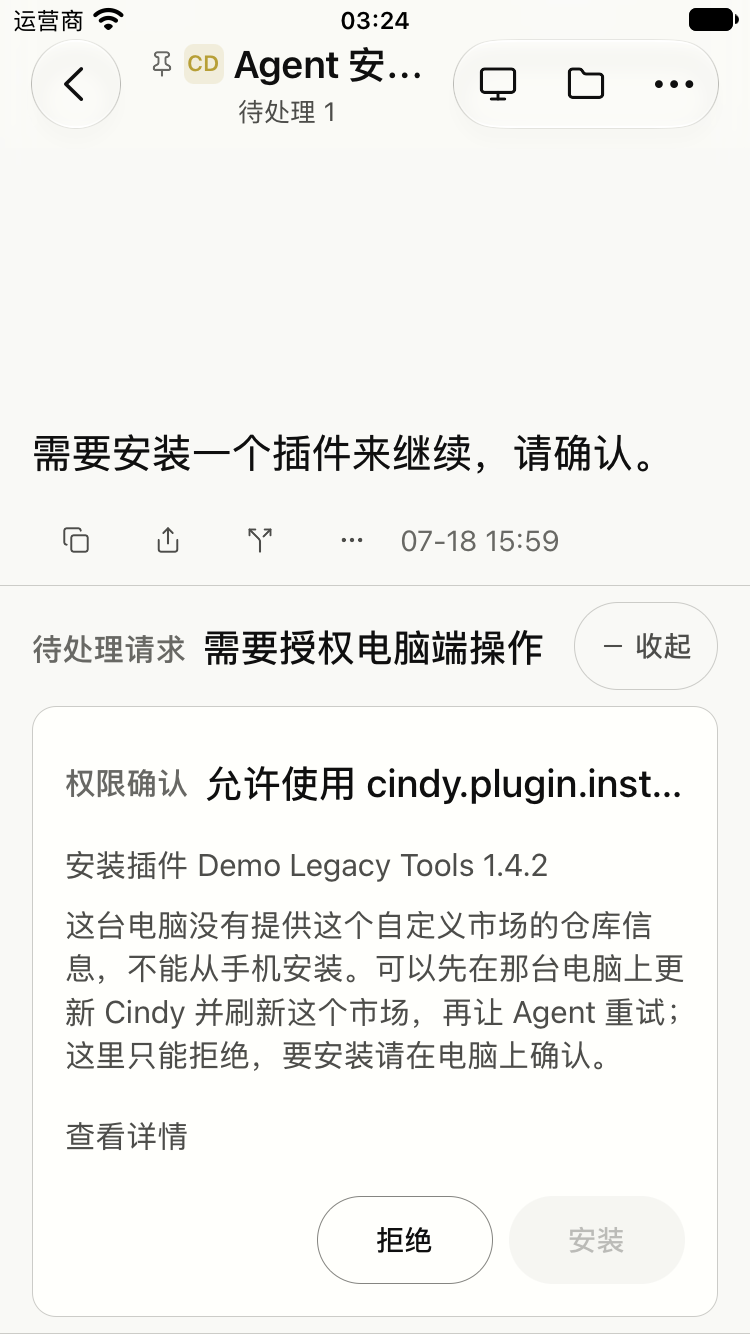 运营商
03:24
CD Agent 安...
待处理 1
需要安装一个插件来继续，请确认。
07-18 15:59
待处理请求 需要授权电脑端操作
收起
权限确认 允许使用 cindy.plugin.inst...
安装插件 Demo Legacy Tools 1.4.2
这台电脑没有提供这个自定义市场的仓库信
息，不能从手机安装。可以先在那台电脑上更
新 Cindy 并刷新这个市场，再让 Agent 重试；
这里只能拒绝，要安装请在电脑上确认。
查看详情
拒绝
安装